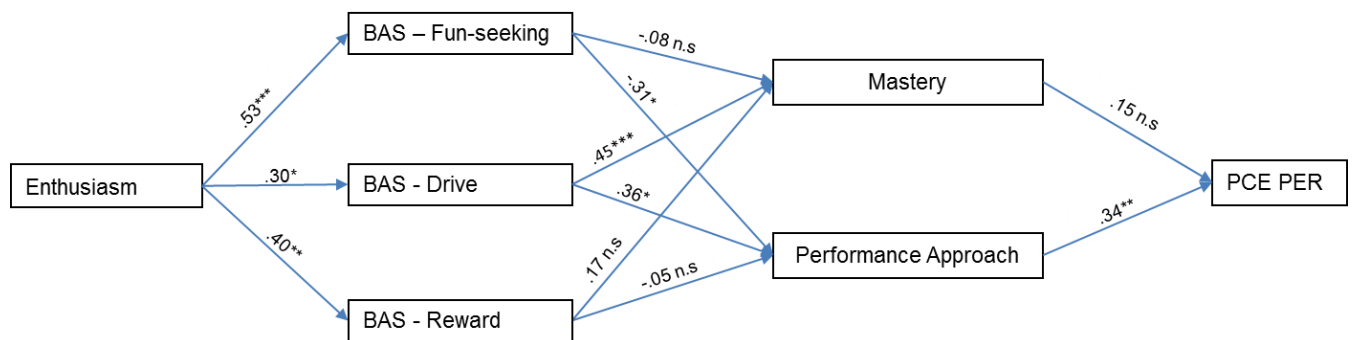 BAS – Fun-seeking
-.08 n.s
Mastery
-.31*
.53***
.15 n.s
.45***
Enthusiasm
.30*
BAS - Drive
PCE PER
.36*
.34**
.40**
.17 n.s
Performance Approach
-.05 n.s
BAS - Reward